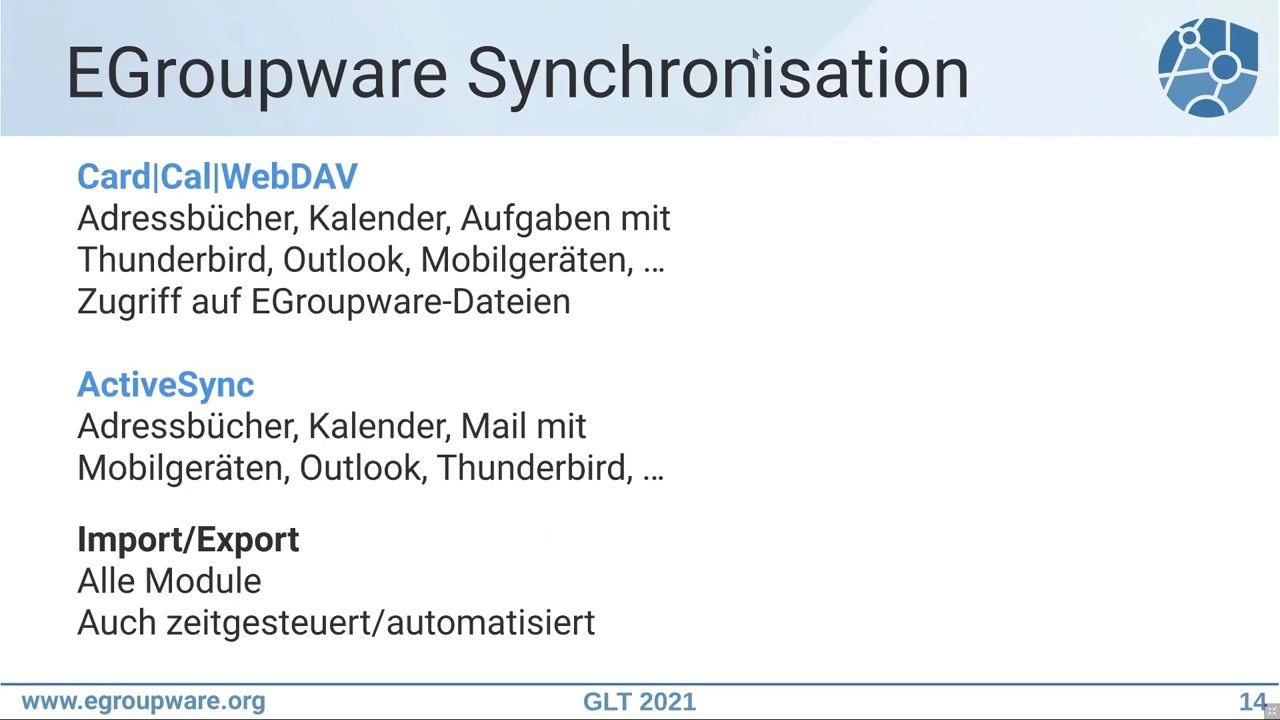 EGroupware Synchronisation
Card|Cal|WebDAV
Adressbücher, Kalender, Aufgaben mit
Thunderbird, Outlook, Mobilgeräten, …
Zugriff auf EGroupware-Dateien
ActiveSync
Adressbücher, Kalender, Mail mit
Mobilgeräten, Outlook, Thunderbird, …
Import/Export
Alle Module
Auch zeitgesteuert/automatisiert
www.egroupware.org
GLT 2021
14